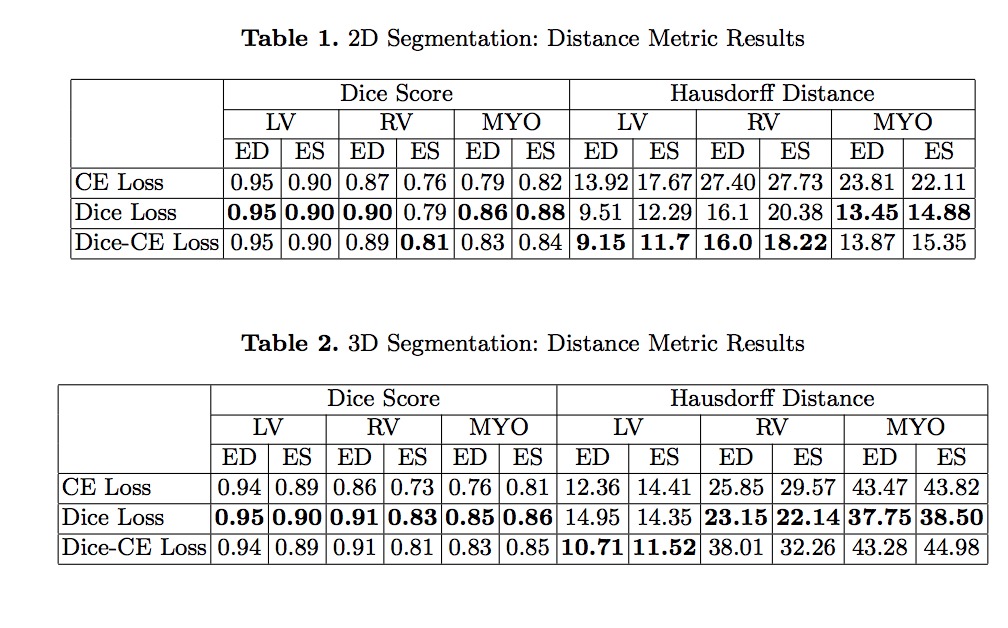 Table 1. 2D Segmentation: Distance Metric Results
Dice Score Hausdorff Distance
LV RV MYO LV RV MYO
ED ES ED ES ED ES ED ES ED ES ED ES
CE Loss 0.95 0.90 0.87 0.76 0.79 0.82 13.92 17.67 27.40 27.73 23.81 22.11
Dice Loss 0.95 0.90 0.90 0.79 0.86 0.88 9.51 12.29 16.1 20.38 13.45 14.88
Dice-CE Loss 0.95 0.90 0.89 0.81 0.83 0.84 9.15 11.7 16.0 18.22 13.87 15.35
Table 2. 3D Segmentation: Distance Metric Results
Dice Score Hausdorff Distance
LV RV MYO LV RV MYO
ED ES ED ES ED ES ED ES ED ES ED ES
CE Loss 0.94 0.89 0.86 0.73 0.76 0.81 12.36 14.41 25.85 29.57 43.47 43.82
Dice Loss 0.95 0.90 0.91 0.83 0.85 0.86 14.95 14.35 23.15 22.14 37.75 38.50
Dice-CE Loss 0.94 0.89 0.91 0.81 0.83 0.85 10.71 11.52 38.01 32.26 43.28 44.98